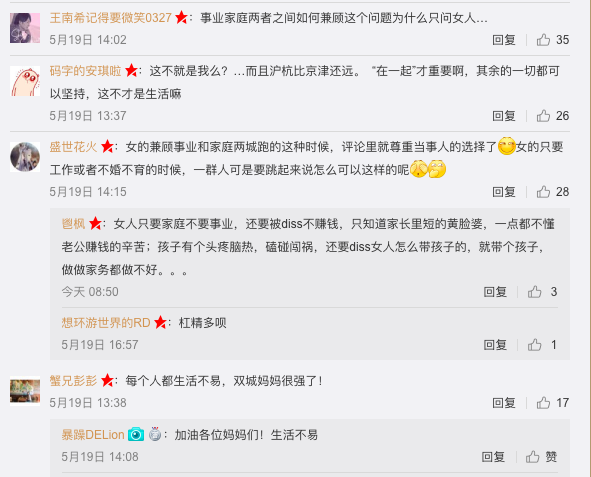 王南希记得要微笑0327：事业家庭两者之间如何兼顾这个问题为什么只问女人...
5月19日 14:02 回复 35
码字的安琪啦：这不就是我么？...而且沪杭比京津还远。 “在一起”才重要啊，其余的一切都可
以坚持，这不才是生活嘛
5月19日 13:37 回复 26
盛世花火：女的兼顾事业和家庭两城跑的这种时候，评论里就尊重当事人的选择了女的只要
工作或者不婚不育的时候，一群人可是要跳起来说怎么可以这样的呢
5月19日 14:15 回复 28
枫：女人只要家庭不要事业，还要被diss不赚钱，只知道家长里短的黄脸婆，一点都不懂
老公赚钱的辛苦；孩子有个头疼脑热，磕碰闯祸，还要diss女人怎么带孩子的，就带个孩子，
做做家务都做不好。。。
今天 08:50 回复 3
想环游世界的RD：杠精多呗
5月19日 16:57 回复 1
蟹兄彭彭：每个人都生活不易，双城妈妈很强了！
5月19日 13:38 回复 17
暴躁DELion：加油各位妈妈们！生活不易
5月19日 14:08 回复 赞